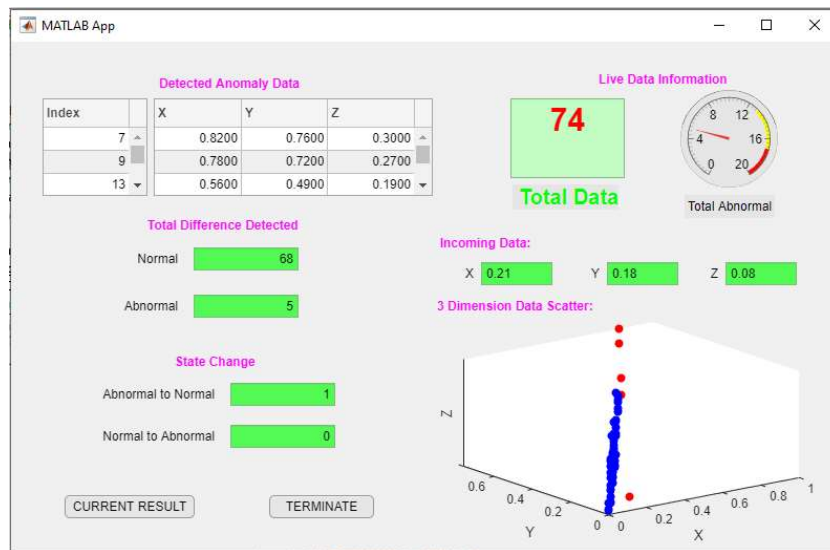 MATLAB App
Detected Anomaly Data
Index
7
9
13
X Y Z
0.8200 0.7600 0.3000
0.7800 0.7200 0.2700
0.5600 0.4900 0.1900
Live Data Information
74
Total Data
0 4 8 12 16 20
Total Abnormal
Total Difference Detected
Normal 68
Abnormal 5
Incoming Data:
X 0.21 Y 0.18 Z 0.08
State Change
Abnormal to Normal 1
Normal to Abnormal 0
3 Dimension Data Scatter:
Z
0.6 0.4 0.2 0
Y
0 0.2 0.4 0.6 0.8 1
X
CURRENT RESULT
TERMINATE